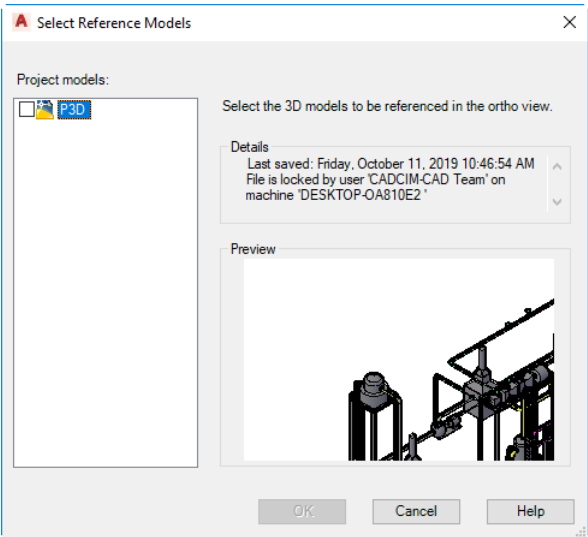 Select Reference Models
Project models:
P3D
Select the 3D models to be referenced in the ortho view.
Details
Last saved: Friday, October 11, 2019 10:46:54 AM
File is locked by user 'CADCIM-CAD Team' on
machine 'DESKTOP-OA810E2 '
Preview
OK
Cancel
Help